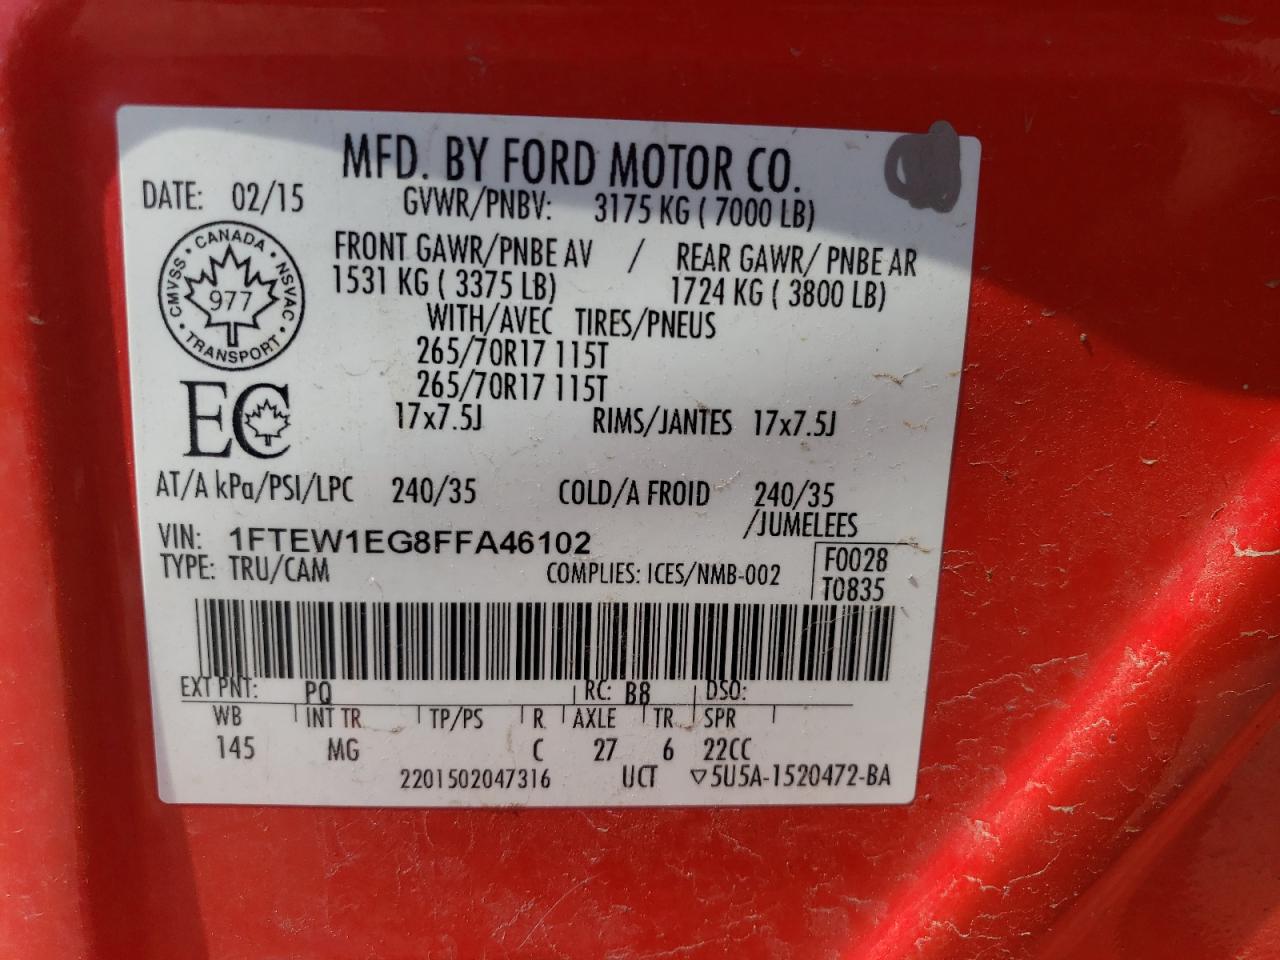 MFD. BY FORD MOTOR CO.
DATE: 02/15 GVWR/PNBV: 3175 KG ( 7000 LB)
CANADA
CMVSS NSVAC
977
TRANSPORT
FRONT GAWR/PNBE AV / REAR GAWR/ PNBE AR
1531 KG ( 3375 LB) 1724 KG ( 3800 LB)
WITH/AVEC TIRES/PNEUS
265/70R17 115T
265/70R17 115T
EC
17x7.5J RIMS/JANTES 17x7.5J
AT/A kPa/PSI/LPC 240/35 COLD/A FROID 240/35
/JUMELEES
VIN: 1FTEW1EG8FFA46102
F0028
TYPE: TRU/CAM COMPLIES: ICES/NMB-002
T0835
EXT PNT: PQ RC: B8 DSO:
WB INT TR TP/PS R AXLE TR SPR
145 MG C 27 6 22CC
2201502047316 UCT ▽5U5A-1520472-BA